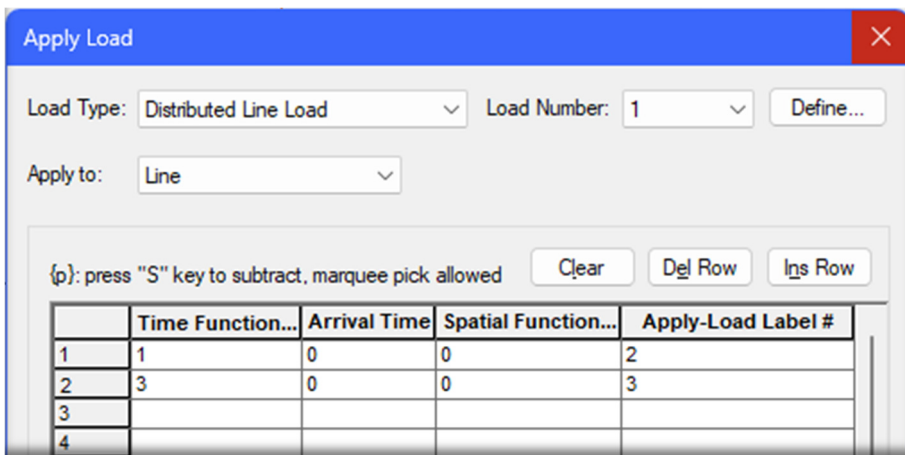 Apply Load
Load Type: Distributed Line Load Load Number: 1 Define...
Apply to: Line
{p}: press "S" key to subtract, marquee pick allowed Clear Del Row Ins Row
Time Function... Arrival Time Spatial Function... Apply-Load Label #
1 1 0 0 2
2 3 0 0 3
3
4